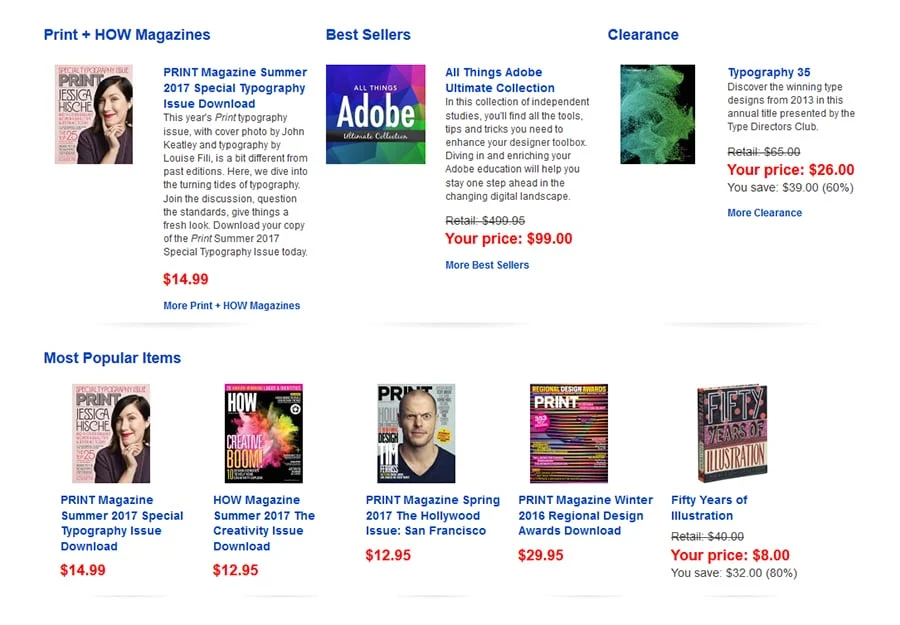 Print + HOW Magazines
SPECIAL TYPOGRAPHY ISSUE
PRINT
JESSICA
HISCHE
PRINT Magazine Summer
2017 Special Typography
Issue Download
This year's Print typography
issue, with cover photo by John
Keatley and typography by
Louise Fili, is a bit different from
past editions. Here, we dive into
the turning tides of typography.
Join the discussion, question
the standards, give things a
fresh look. Download your copy
of the Print Summer 2017
Special Typography Issue today.
$14.99
More Print + HOW Magazines
Best Sellers
ALL THINGS
Adobe
Ultimate Collection
All Things Adobe
Ultimate Collection
In this collection of independent
studies, you'll find all the tools,
tips and tricks you need to
enhance your designer toolbox.
Diving in and enriching your
Adobe education will help you
stay one step ahead in the
changing digital landscape.
Retail: $499.95
Your price: $99.00
More Best Sellers
Clearance
Typography 35
Discover the winning type
designs from 2013 in this
annual title presented by the
Type Directors Club.
Retail: $65.00
Your price: $26.00
You save: $39.00 (60%)
More Clearance
Most Popular Items
SPECIAL TYPOGRAPHY ISSUE
PRINT
JESSICA
HISCHE
PRINT Magazine
Summer 2017 Special
Typography Issue
Download
$14.99
HOW
CREATIVE
BOOM!
HOW Magazine
Summer 2017 The
Creativity Issue
Download
$12.95
PRINT
TIM
FERRISS
PRINT Magazine Spring
2017 The Hollywood
Issue: San Francisco
$12.95
REGIONAL DESIGN AWARDS
PRINT
PRINT Magazine Winter
2016 Regional Design
Awards Download
$29.95
FIFTY
YEARS OF
ILLUSTRATION
Fifty Years of
Illustration
Retail: $40.00
Your price: $8.00
You save: $32.00 (80%)